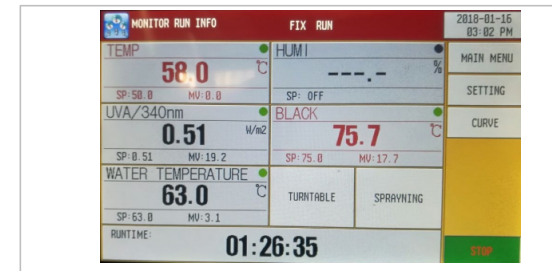 MONITOR RUN INFO
FIX RUN
2018-01-16
03:02 PM
TEMP
58.0 ℃
SP:50.0 MV:0.0
HUMI
---.- %
SP: OFF
UVA/340nm
0.51 W/m2
SP:0.51 MV:19.2
BLACK
75.7 ℃
SP:75.0 MV:17.7
WATER TEMPERATURE
63.0 ℃
SP:63.0 MV:3.1
TURNTABLE
SPRAYNING
RUNTIME:
01:26:35
MAIN MENU
SETTING
CURVE
STOP